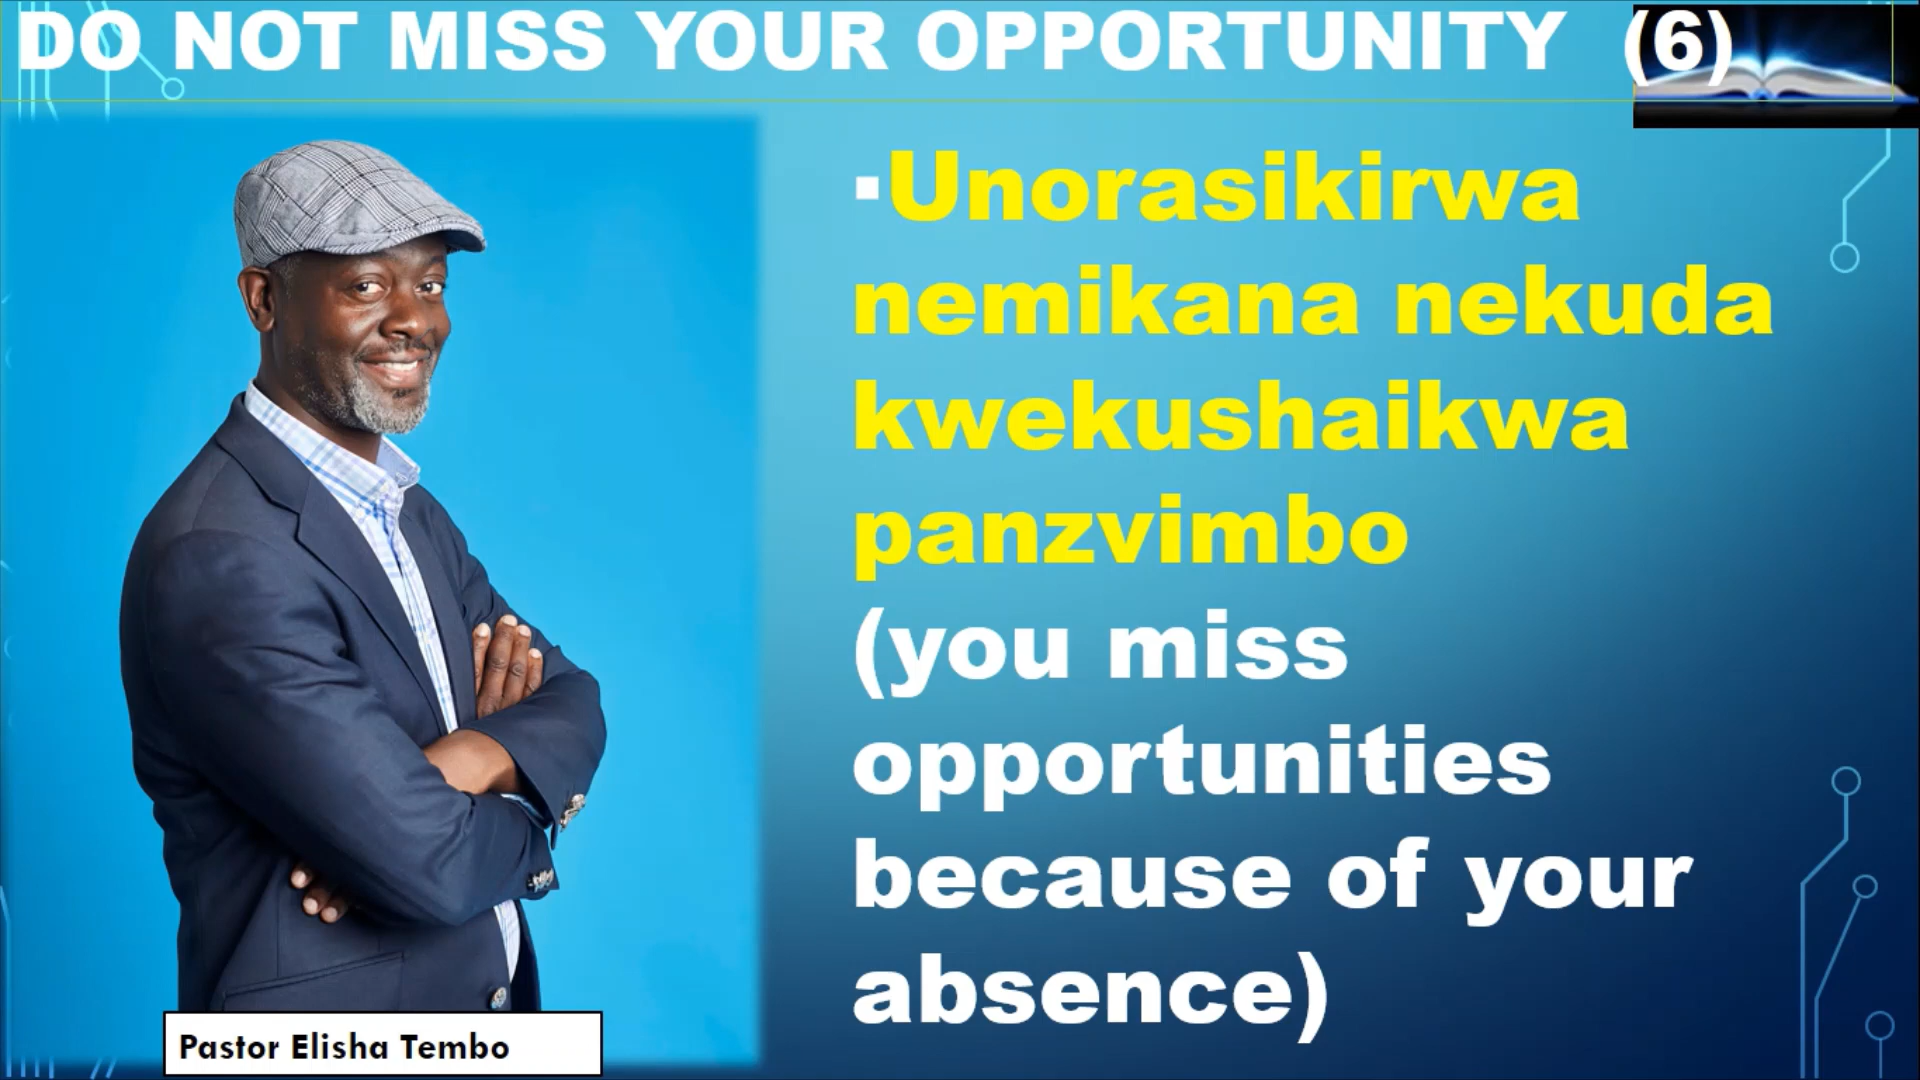 DO NOT MISS YOUR OPPORTUNITY (6)
▪Unorasikirwa
nemikana nekuda
kwekushaikwa
panzvimbo
(you miss
opportunities
because of your
absence)
Pastor Elisha Tembo